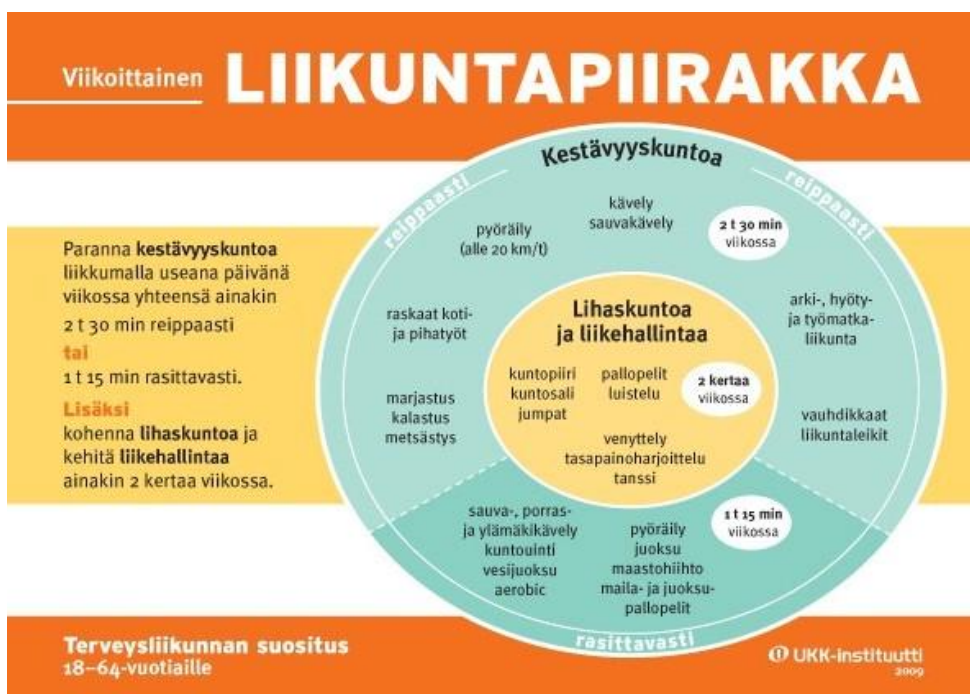 Viikoittainen LIIKUNTAPIIRAKKA
Paranna kestävyyskuntoa
liikkumalla useana päivänä
viikossa yhteensä ainakin
2 t 30 min reippaasti
tai
1 t 15 min rasittavasti.
Lisäksi
kohenna lihaskuntoa ja
kehitä liikehallintaa
ainakin 2 kertaa viikossa.
Kestävyyskuntoa
reippaasti
reippaasti
kävely
sauvakävely
2 t 30 min
viikossa
pyöräily
(alle 20 km/t)
raskaat koti-
ja pihatyöt
marjastus
kalastus
metsästys
arki-, hyöty-
ja työmatka-
liikunta
vauhdikkaat
liikuntaleikit
Lihaskuntoa
ja liikehallintaa
kuntopiiri
kuntosali
jumpat
pallopelit
luistelu
2 kertaa
viikossa
venyttely
tasapainoharjoittelu
tanssi
sauva-, porras-
ja ylämäkikävely
kuntouinti
vesijuoksu
aerobic
pyöräily
juoksu
maastohiihto
maila- ja juoksu-
pallopelit
1 t 15 min
viikossa
rasittavasti
Terveysliikunnan suositus
18–64-vuotiaille
UKK-instituutti
2009